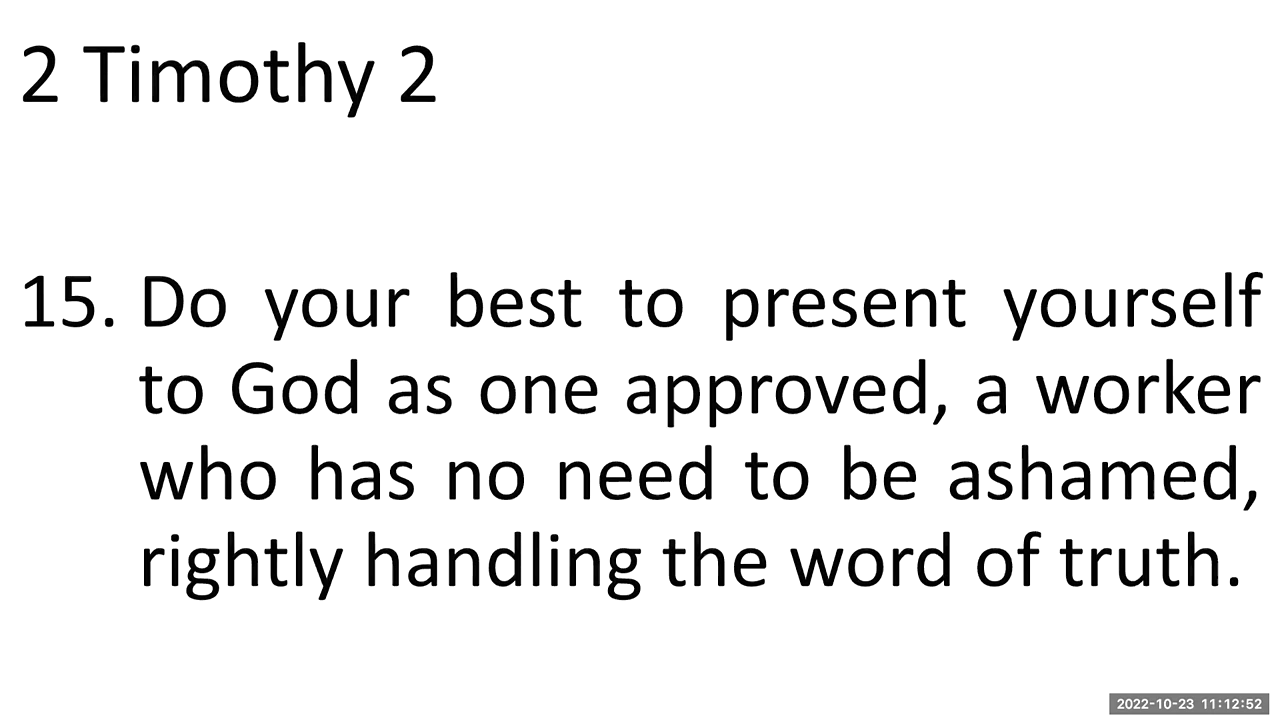 2 Timothy 2
15. Do your best to present yourself
to God as one approved, a worker
who has no need to be ashamed,
rightly handling the word of truth.
2022-10-23 11:12:52